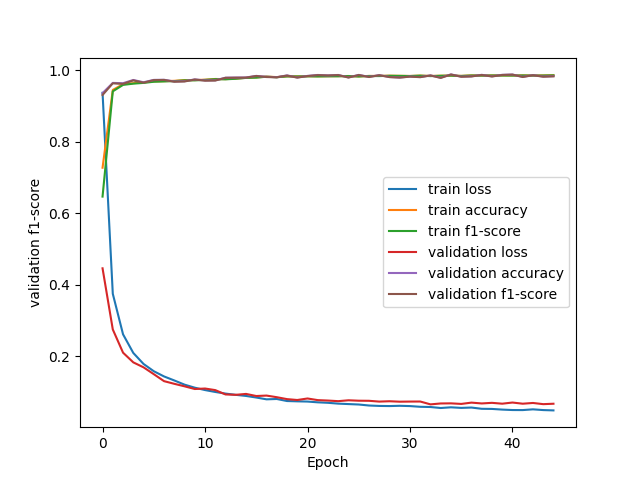 1.0
0.8
0.6
0.4
0.2
validation f1-score
train loss
train accuracy
train f1-score
validation loss
validation accuracy
validation f1-score
0 10 20 30 40
Epoch